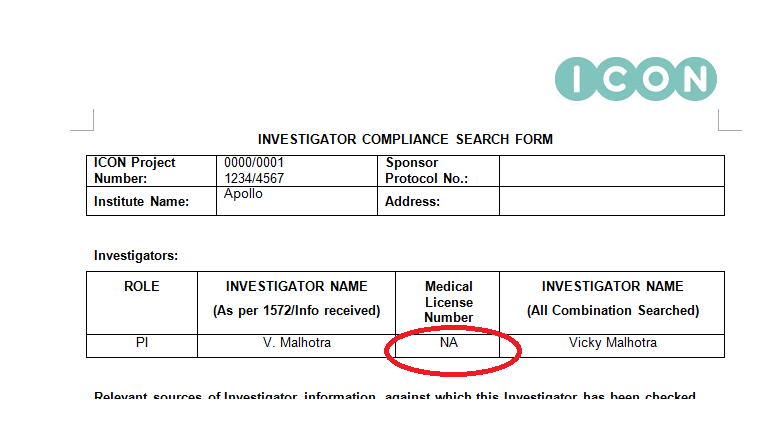 ICON
INVESTIGATOR COMPLIANCE SEARCH FORM
ICON Project Number:
0000/0001
1234/4567
Sponsor Protocol No.:
Institute Name:
Apollo
Address:
Investigators:
ROLE
INVESTIGATOR NAME
(As per 1572/Info received)
Medical
License
Number
INVESTIGATOR NAME
(All Combination Searched)
PI
V. Malhotra
NA
Vicky Malhotra
Relevant sources of Investigator information, against which this Investigator has been checked